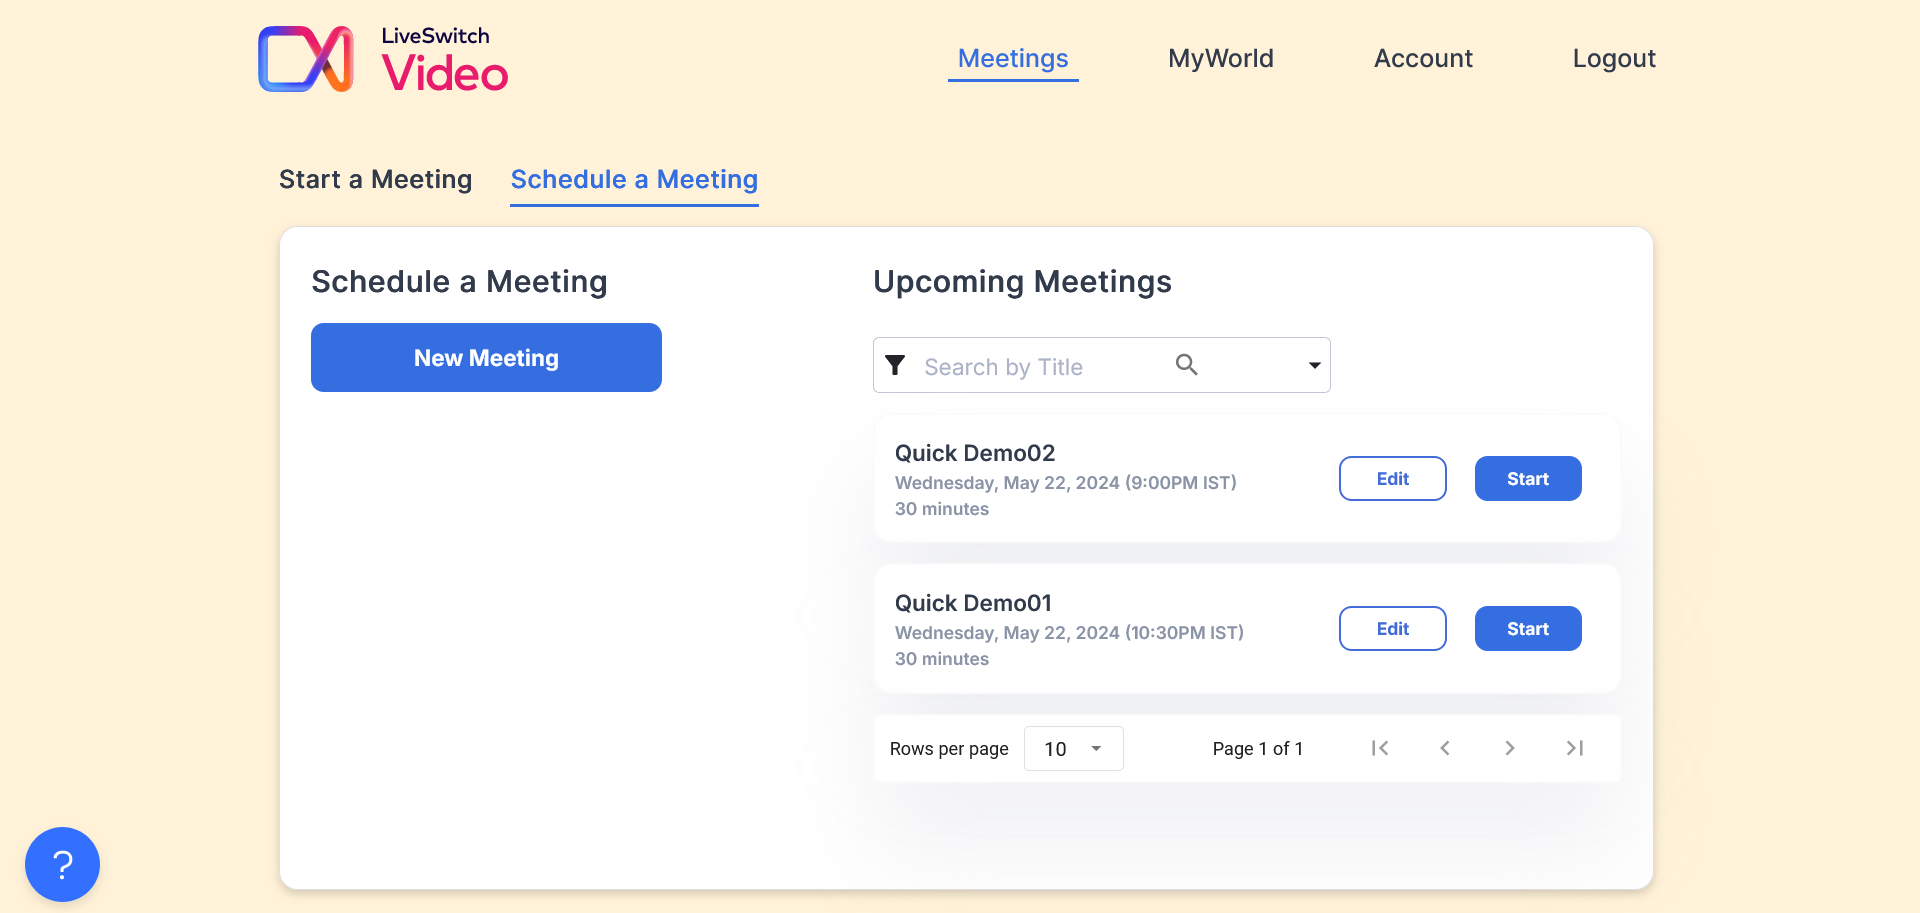 LiveSwitch
Video
Meetings
MyWorld
Account
Logout
Start a Meeting
Schedule a Meeting
Schedule a Meeting
New Meeting
Upcoming Meetings
Search by Title
Quick Demo02
Wednesday, May 22, 2024 (9:00PM IST)
30 minutes
Edit
Start
Quick Demo01
Wednesday, May 22, 2024 (10:30PM IST)
30 minutes
Edit
Start
Rows per page
10
Page 1 of 1
?